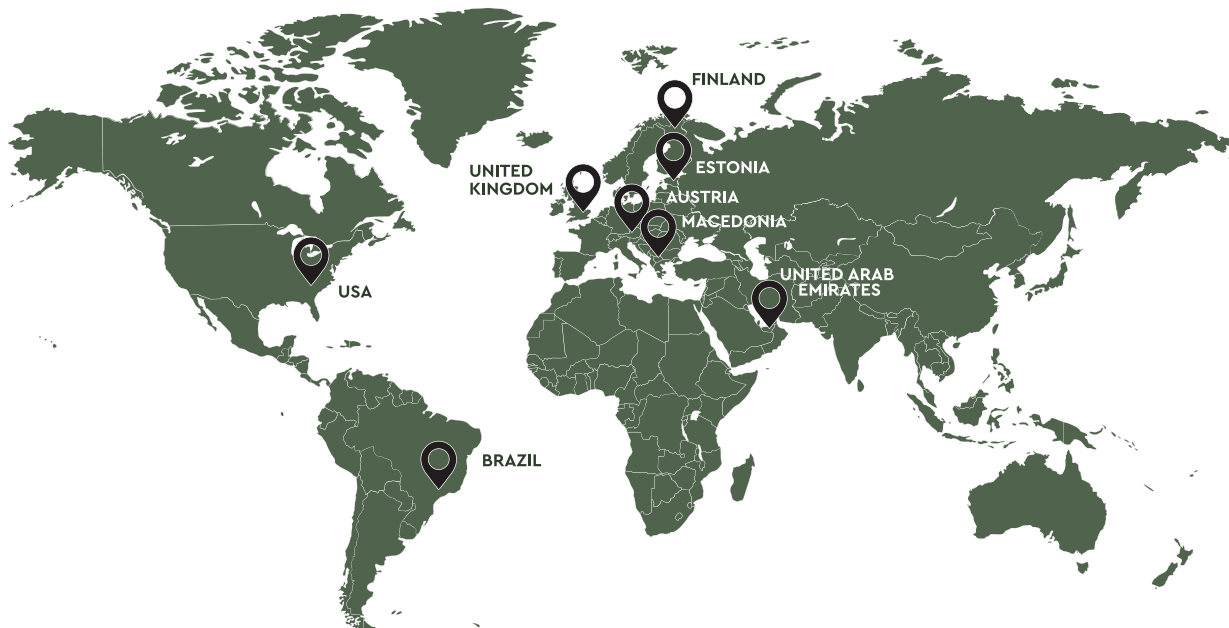 FINLAND
ESTONIA
UNITED
KINGDOM
AUSTRIA
MACEDONIA
UNITED ARAB
EMIRATES
USA
BRAZIL